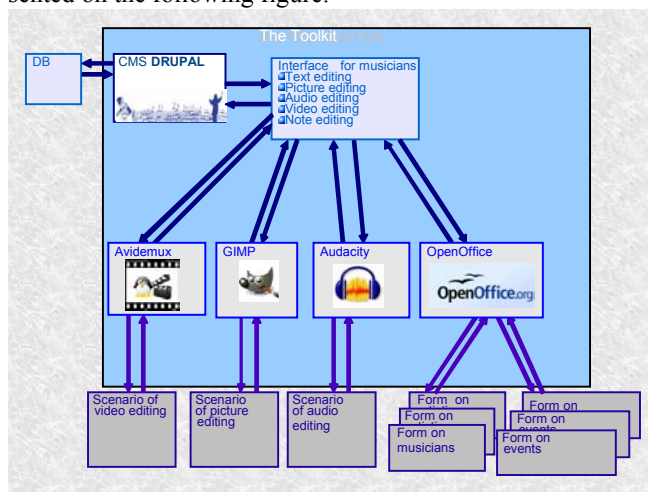 sented on the following figure.
The Toolkit
DB
CMS DRUPAL
Interface for musicians
Text editing
Picture editing
Audio editing
Video editing
Note editing
Avidemux
GIMP
Audacity
OpenOffice
OpenOffice.org
Scenario of
video editing
Scenario
of picture
editing
Scenario
of audio
editing
Form on
Form on
Form on
musicians
Form on
events
Form on
events